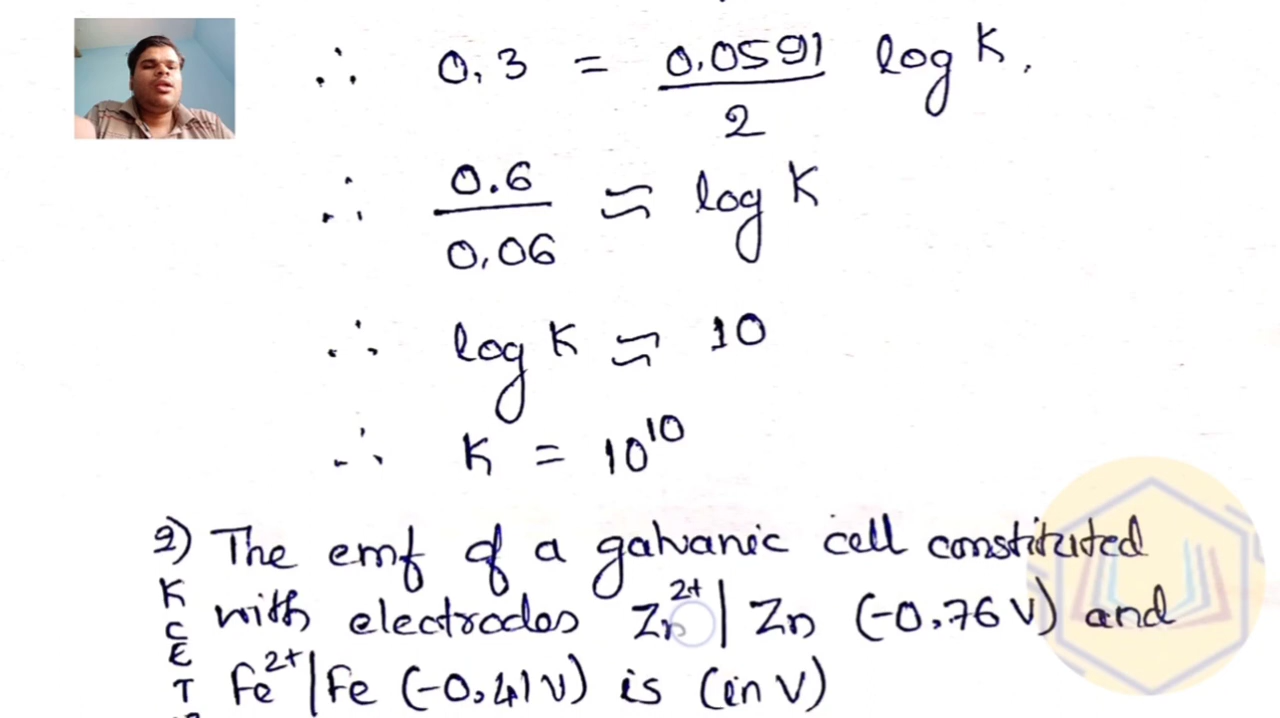 ∴ 0.3 = 0.0591/2 log K.
∴ 0.6/0.06 ≈ log K
∴ log K ≈ 10
∴ K = 10^10
2) The emf of a galvanic cell constituted
with electrodes Zn^2+ | Zn (-0.76 V) and
Fe^2+ | Fe (-0.41 V) is (in V)
K
C
E
T